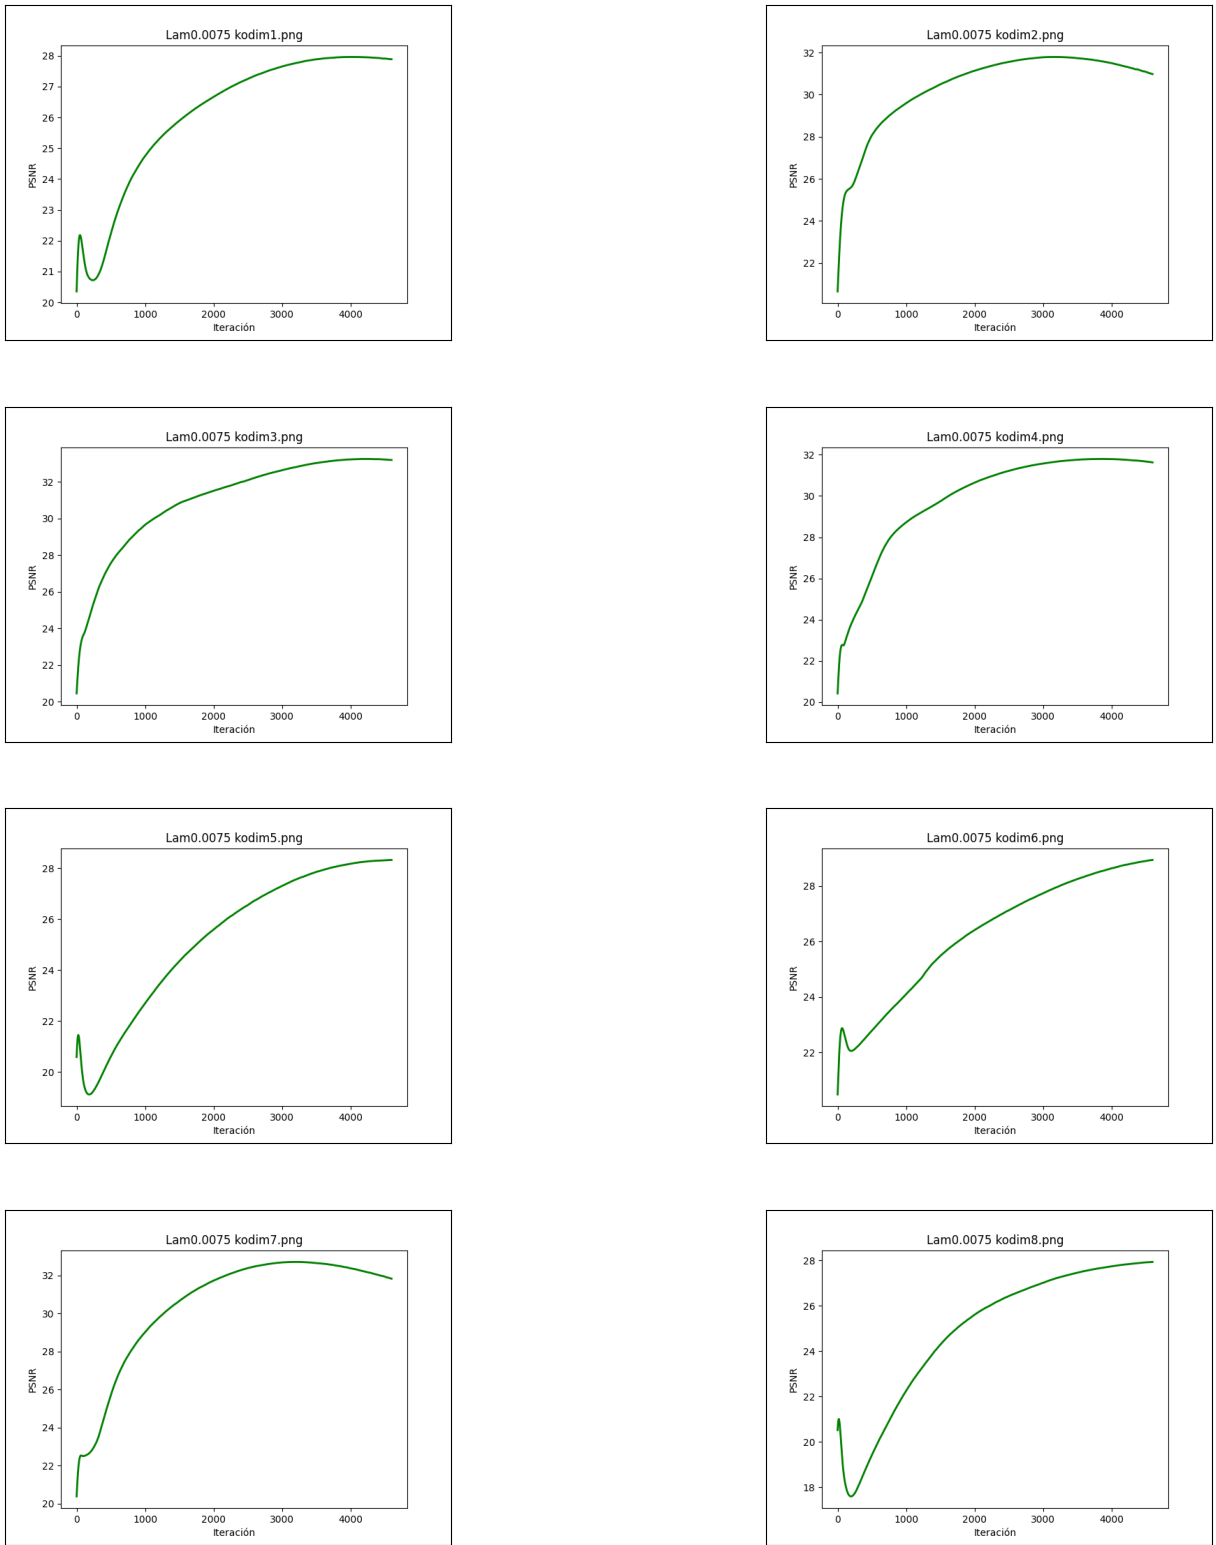 Lam0.0075 kodim1.png
28
27
26
25
24
23
22
21
20
PSNR
0 1000 2000 3000 4000
Iteración
Lam0.0075 kodim2.png
32
30
28
26
24
22
PSNR
0 1000 2000 3000 4000
Iteración
Lam0.0075 kodim3.png
32
30
28
26
24
22
20
PSNR
0 1000 2000 3000 4000
Iteración
Lam0.0075 kodim4.png
32
30
28
26
24
22
20
PSNR
0 1000 2000 3000 4000
Iteración
Lam0.0075 kodim5.png
28
26
24
22
20
PSNR
0 1000 2000 3000 4000
Iteración
Lam0.0075 kodim6.png
28
26
24
22
PSNR
0 1000 2000 3000 4000
Iteración
Lam0.0075 kodim7.png
32
30
28
26
24
22
20
PSNR
0 1000 2000 3000 4000
Iteración
Lam0.0075 kodim8.png
28
26
24
22
20
18
PSNR
0 1000 2000 3000 4000
Iteración